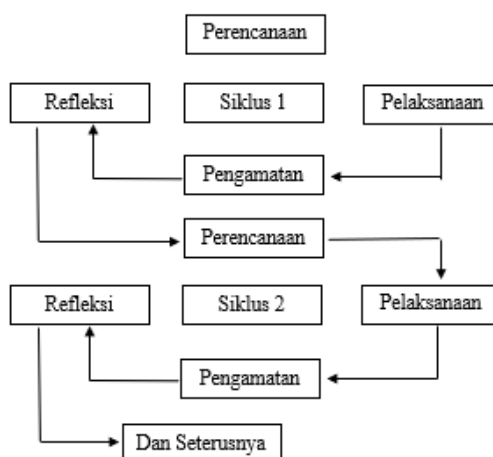 Perencanaan
Refleksi
Siklus 1
Pelaksanaan
Pengamatan
Perencanaan
Refleksi
Siklus 2
Pelaksanaan
Pengamatan
Dan Seterusnya